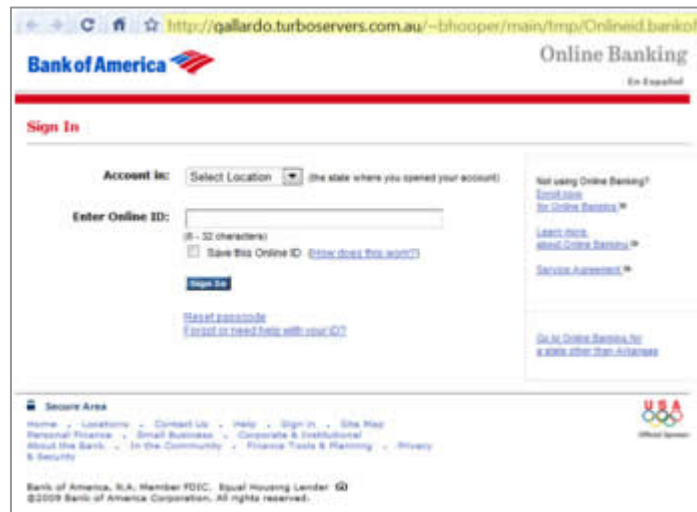 http://gallardo.turboservers.com.au/~bhooper/main/tmp/Onlineid.bankof
Bank of America
Online Banking
En Español
Sign In
Account in: Select Location (the state where you opened your account)
Enter Online ID:
(6 - 32 characters)
Save this Online ID (How does this work?)
Sign In
Reset passcode
Forgot or need help with your ID?
Not using Online Banking?
Enroll now
for Online Banking »
Learn more
about Online Banking »
Service Agreement »
Go to Online Banking for
a state other than Arkansas
Secure Area
Home . Locations . Contact Us . Help . Sign in . Site Map
Personal Finance . Small Business . Corporate & Institutional
About the Bank . In the Community . Finance Tools & Planning . Privacy
& Security
USA
Official Sponsor
Bank of America, N.A. Member FDIC. Equal Housing Lender
©2009 Bank of America Corporation. All rights reserved.